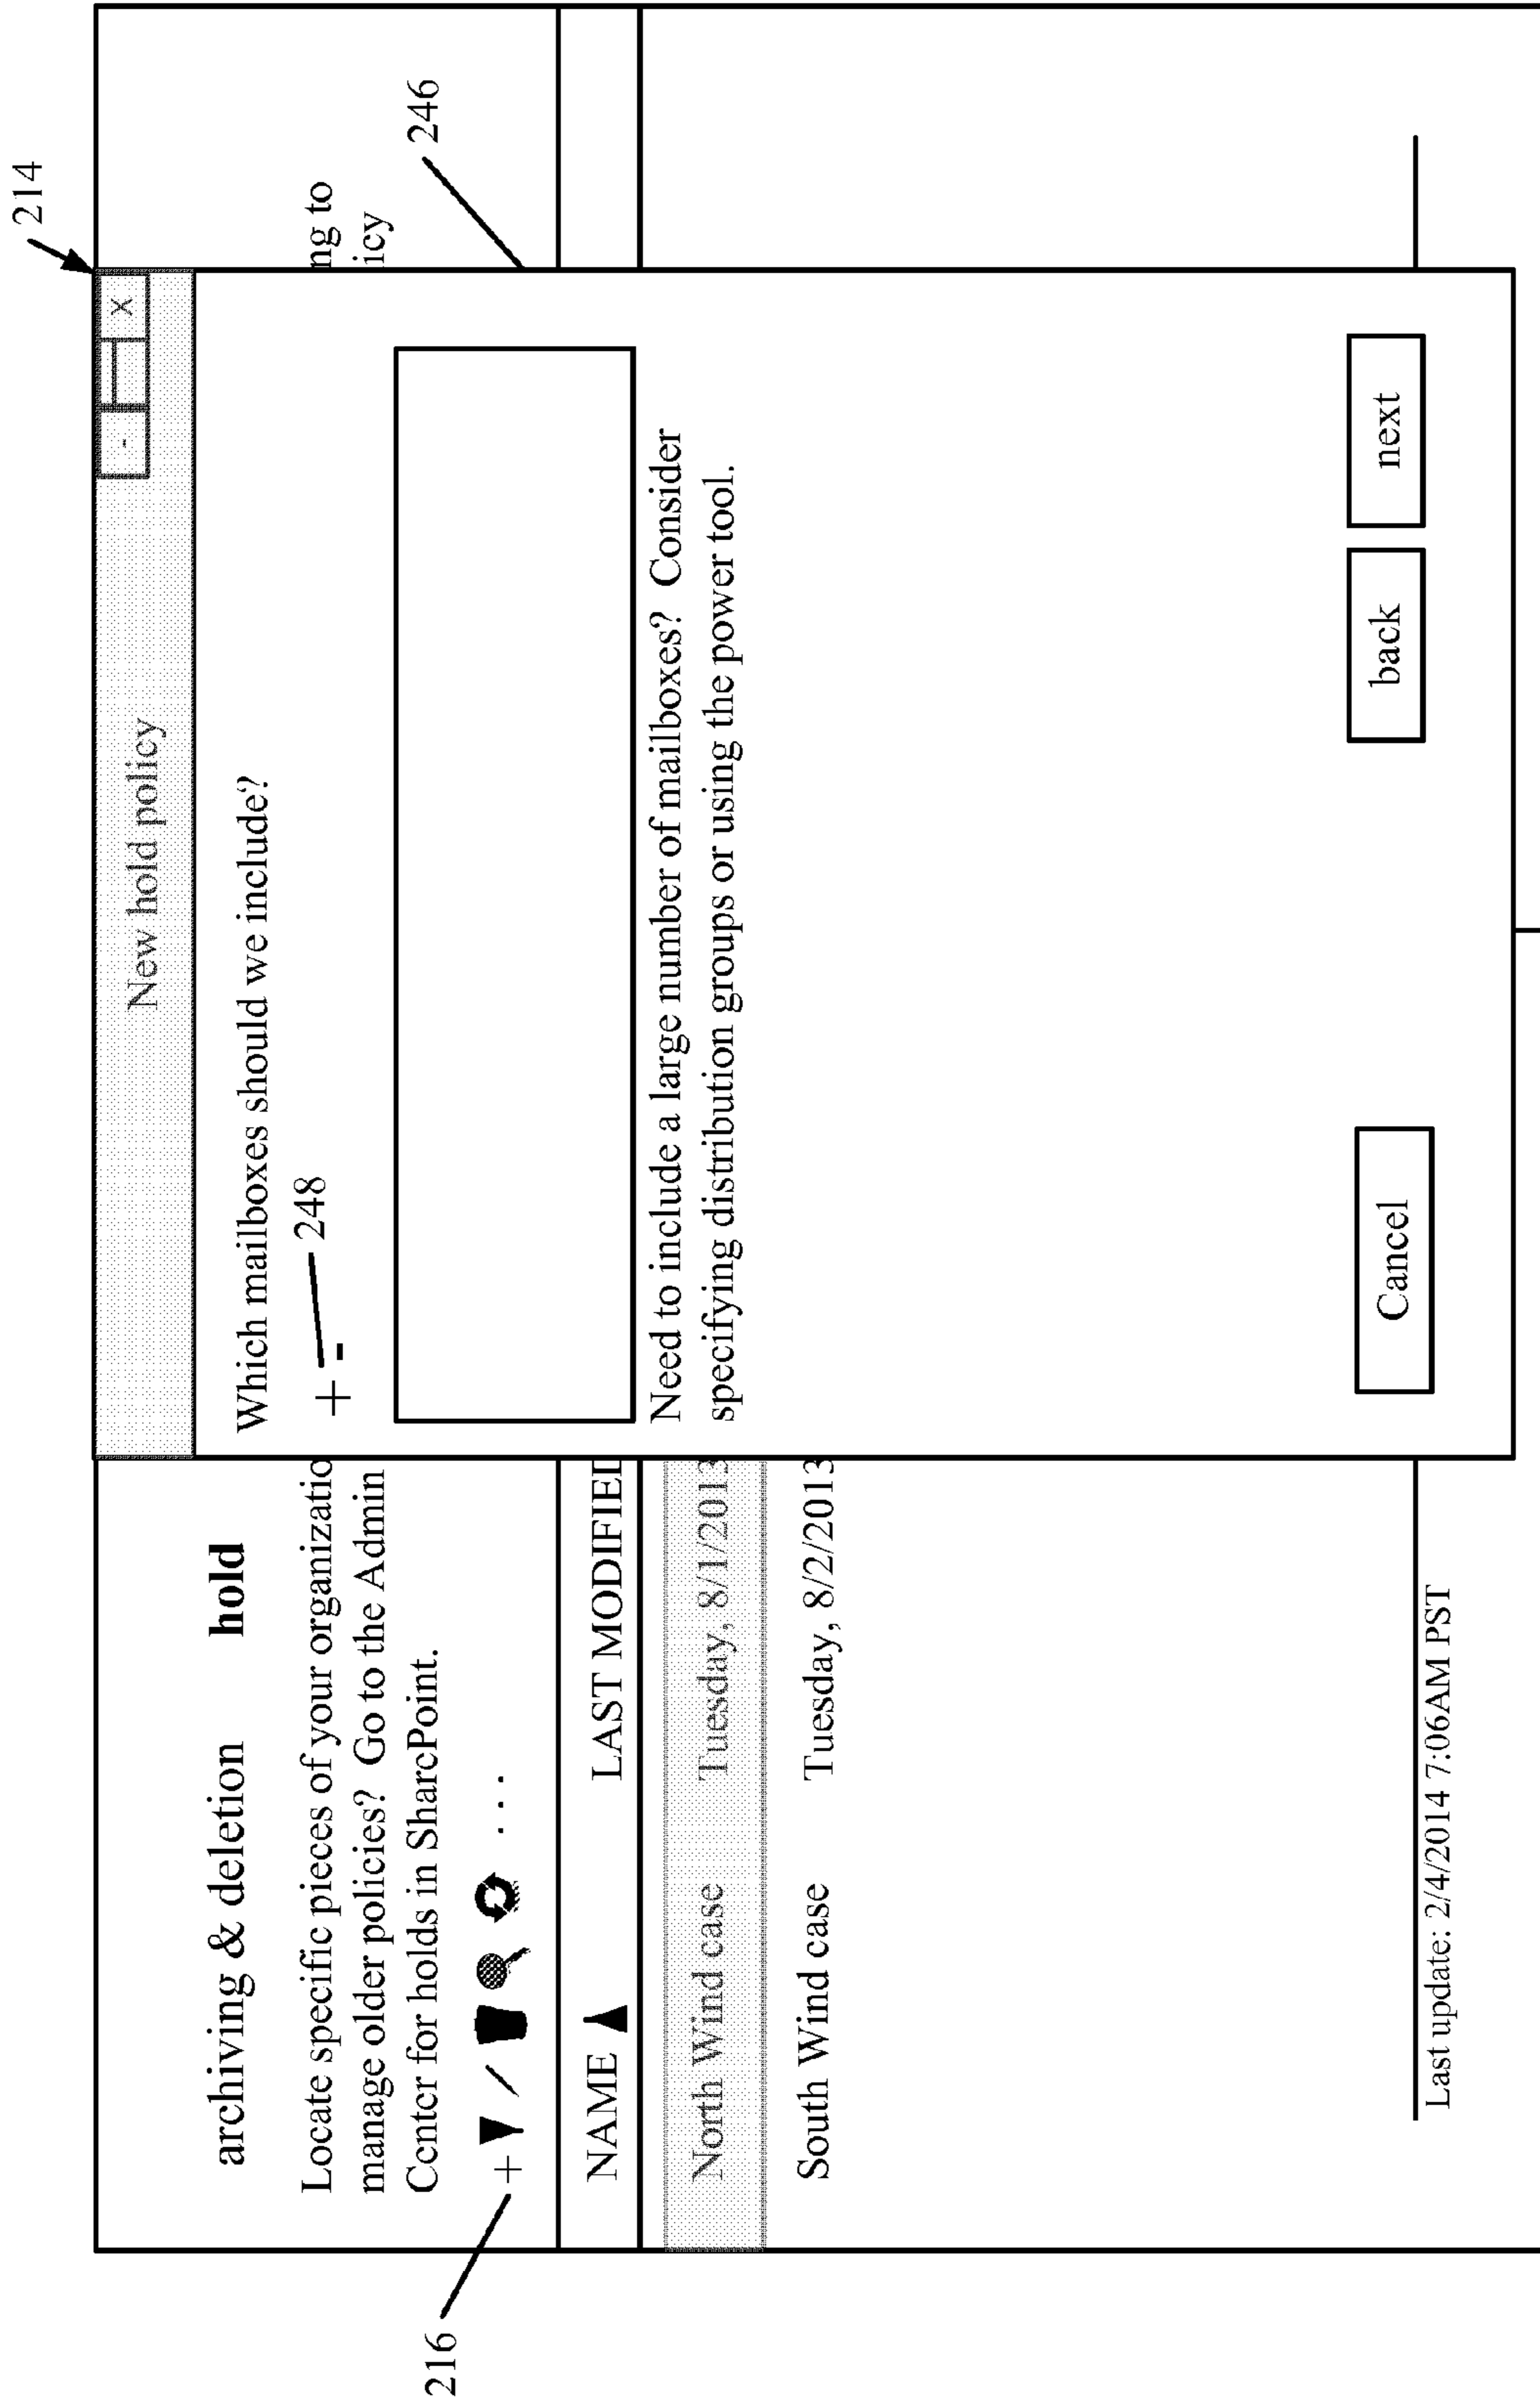 214
archiving & deletion hold
Locate specific pieces of your organizatio
manage older policies? Go to the Admin
Center for holds in SharePoint.
ng to
icy
216
+ / ...
NAME LAST MODIFIED
North Wind case Tuesday, 8/1/2013
South Wind case Tuesday, 8/2/2013
Last update: 2/4/2014 7:06AM PST
New hold policy
- X
Which mailboxes should we include?
+ - 248
246
Need to include a large number of mailboxes? Consider
specifying distribution groups or using the power tool.
Cancel back next